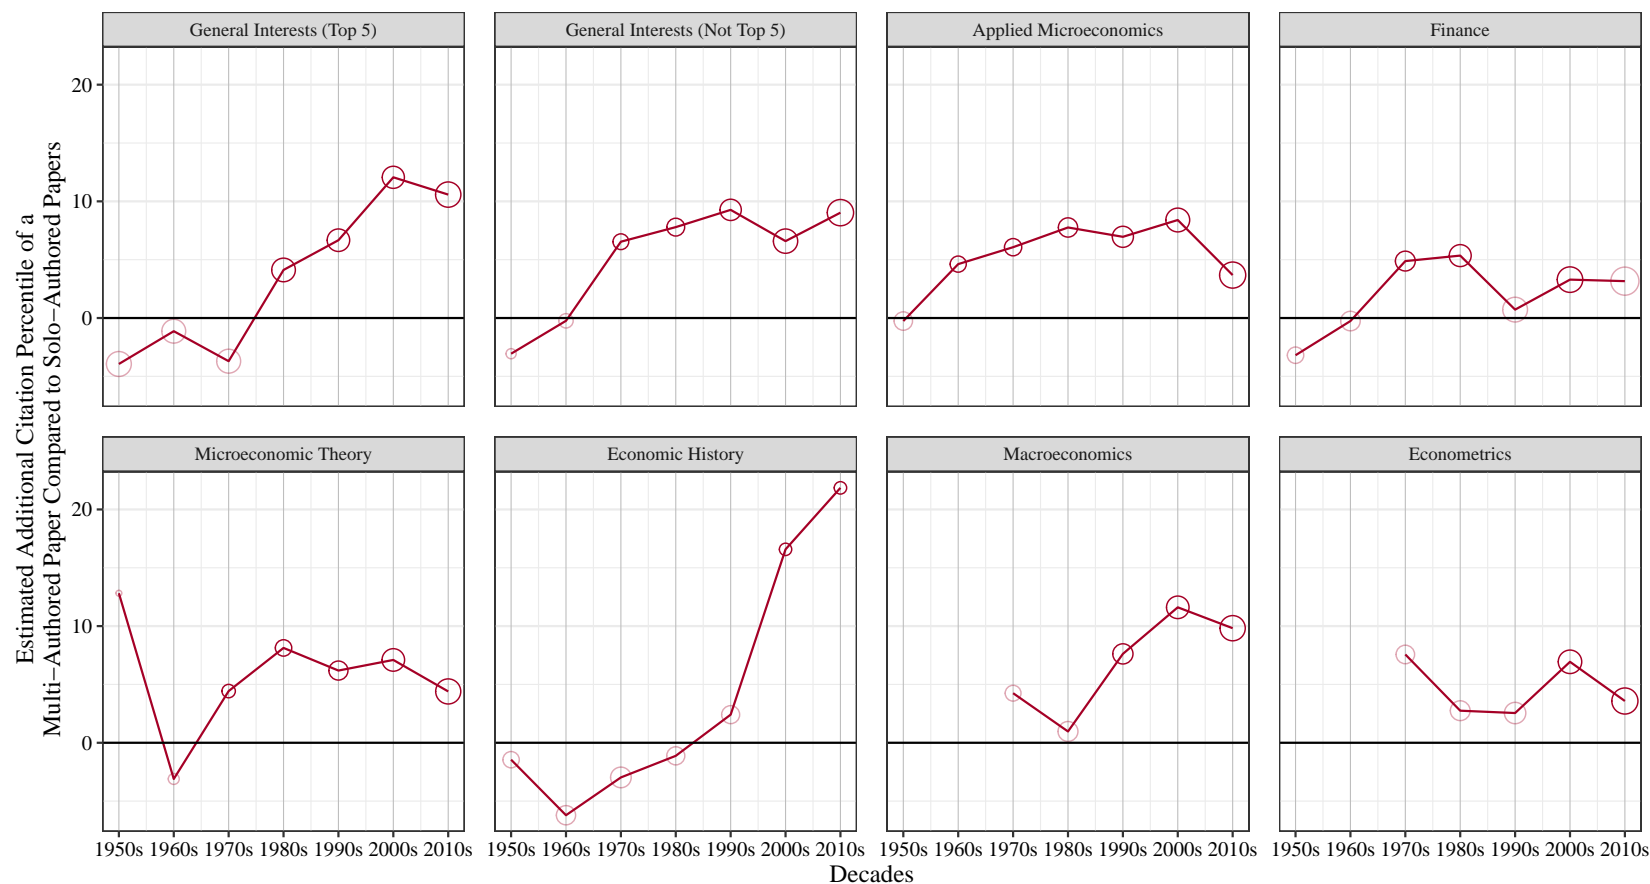 General Interests (Top 5)
General Interests (Not Top 5)
Applied Microeconomics
Finance
20
10
0
Microeconomic Theory
Economic History
Macroeconomics
Econometrics
20
10
0
Estimated Additional Citation Percentile of a
Multi−Authored Paper Compared to Solo−Authored Papers
1950s 1960s 1970s 1980s 1990s 2000s 2010s
1950s 1960s 1970s 1980s 1990s 2000s 2010s
1950s 1960s 1970s 1980s 1990s 2000s 2010s
1950s 1960s 1970s 1980s 1990s 2000s 2010s
Decades